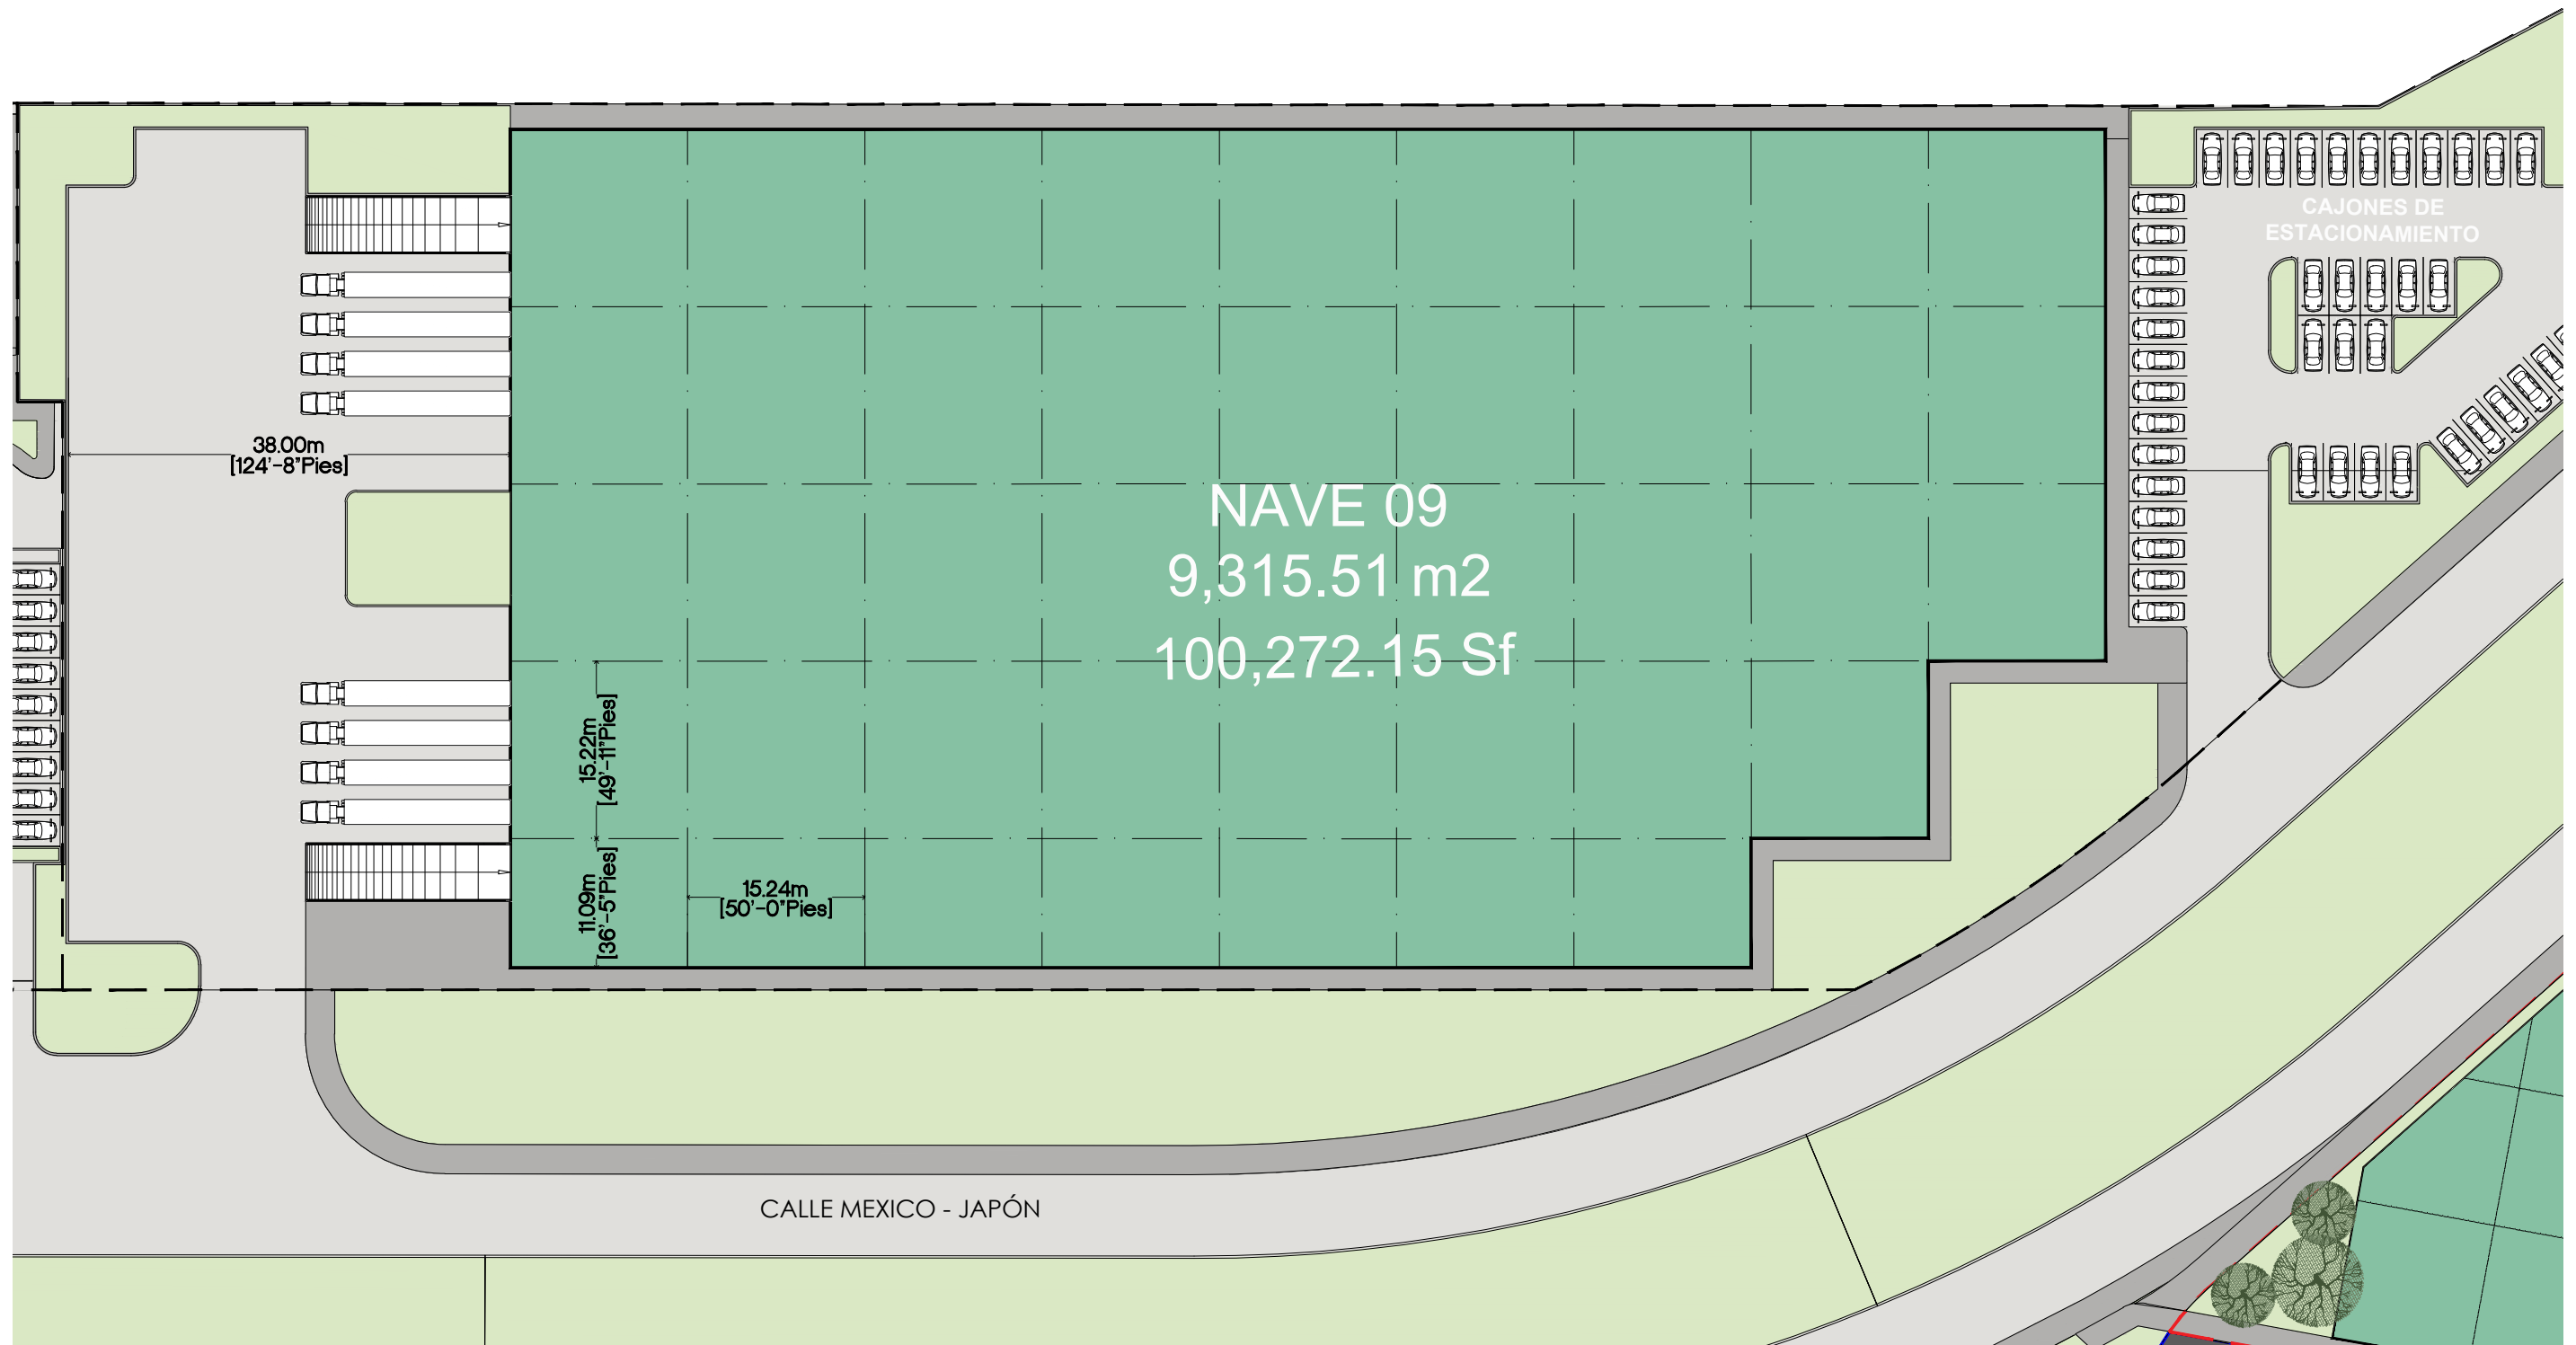 CAJONES DE
ESTACIONAMIENTO
38.00m
[124'-8"Pies]
NAVE 09
9,315.51 m2
100,272.15 Sf
15.22m
[49'-11"Pies]
11.09m
[36'-5"Pies]
15.24m
[50'-0"Pies]
CALLE MEXICO - JAPÓN